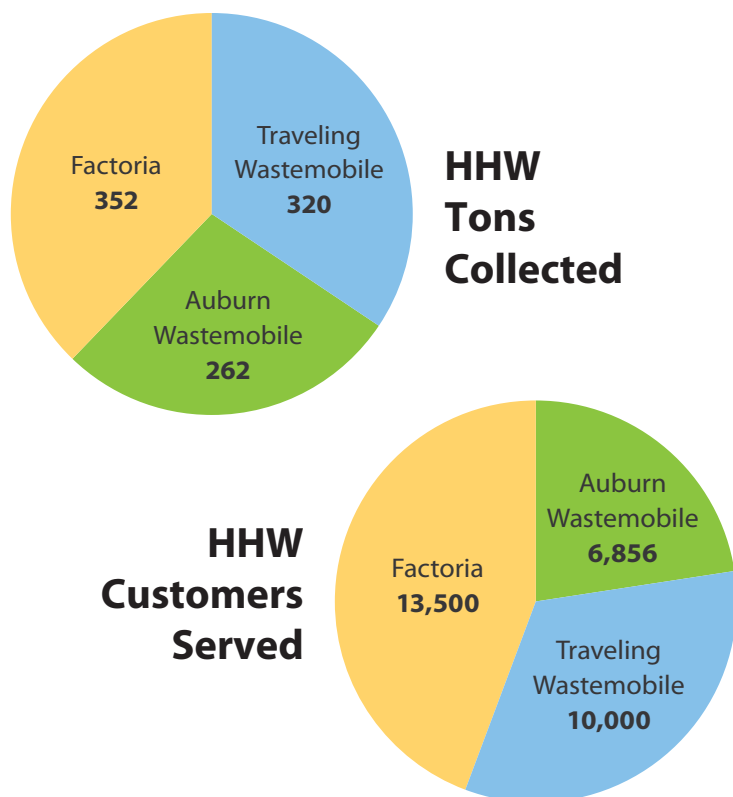 Factoria
352
Traveling
Wastemobile
320
Auburn
Wastemobile
262
HHW
Tons
Collected
HHW
Customers
Served
Factoria
13,500
Auburn
Wastemobile
6,856
Traveling
Wastemobile
10,000